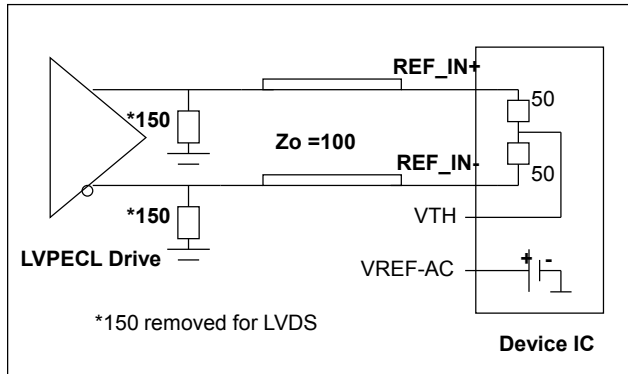 REF_IN+
50
*150
Zo =100
REF_IN-
50
*150
VTH
LVPECL Drive
VREF-AC
+ -
*150 removed for LVDS
Device IC